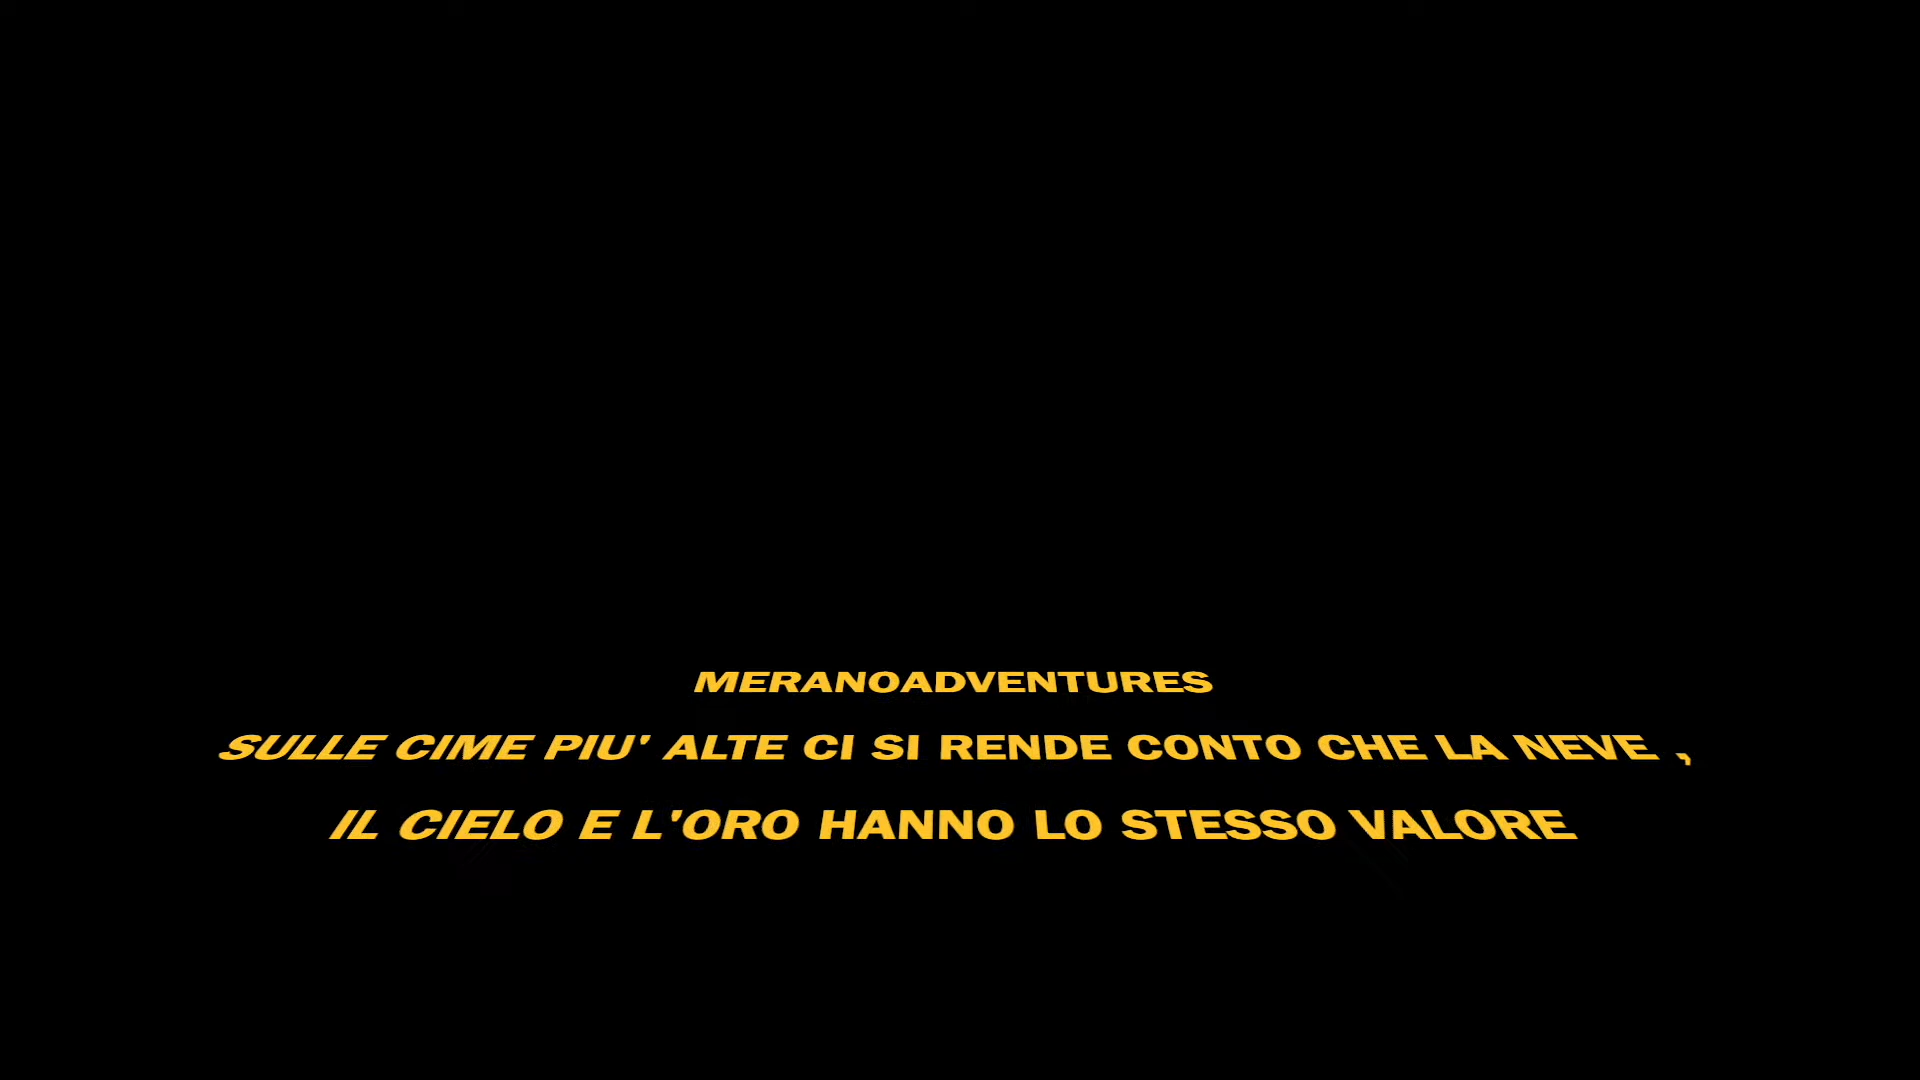 MERANOADVENTURES
SULLE CIME PIU' ALTE CI SI RENDE CONTO CHE LA NEVE ,
IL CIELO E L'ORO HANNO LO STESSO VALORE